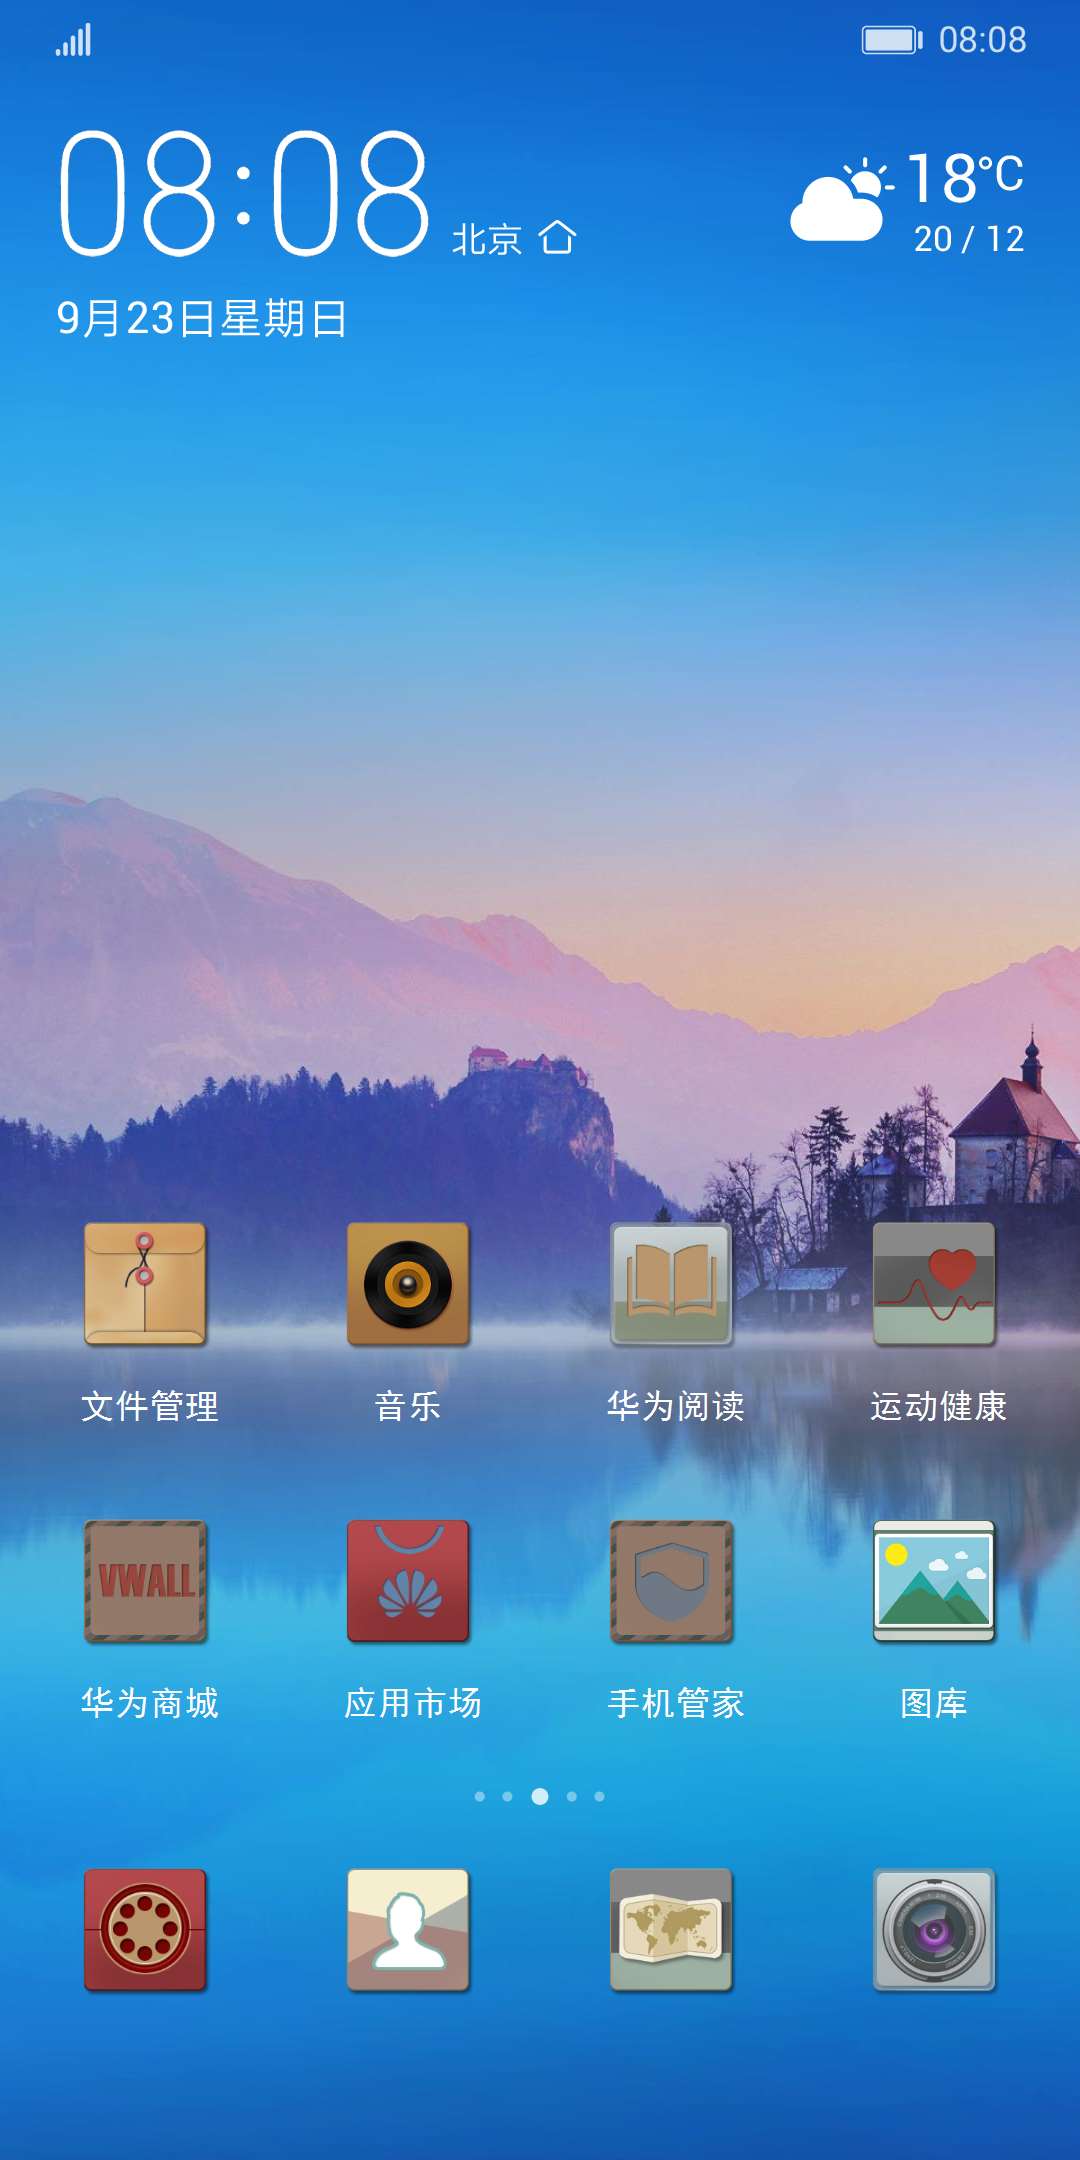 08:08
08:08 北京
18°C
20 / 12
9月23日星期日
文件管理 音乐 华为阅读 运动健康
VWALL
华为商城 应用市场 手机管家 图库